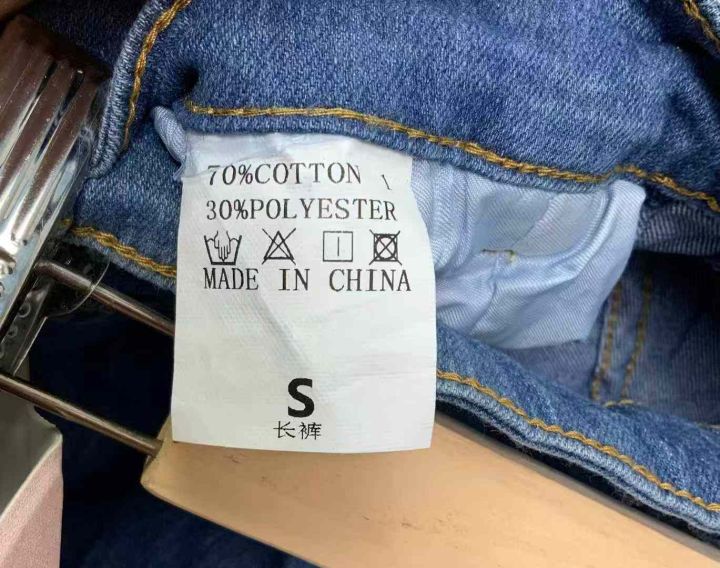 70%COTTON
30%POLYESTER
MADE IN CHINA
S
长裤